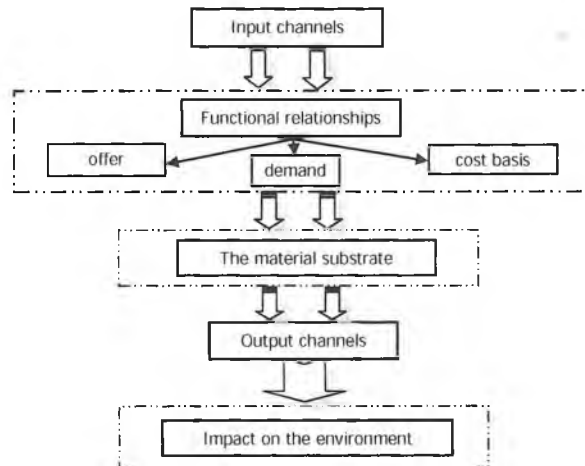 Input channels
Functional relationships
offer
demand
cost basis
The material substrate
Output channels
Impact on the environment